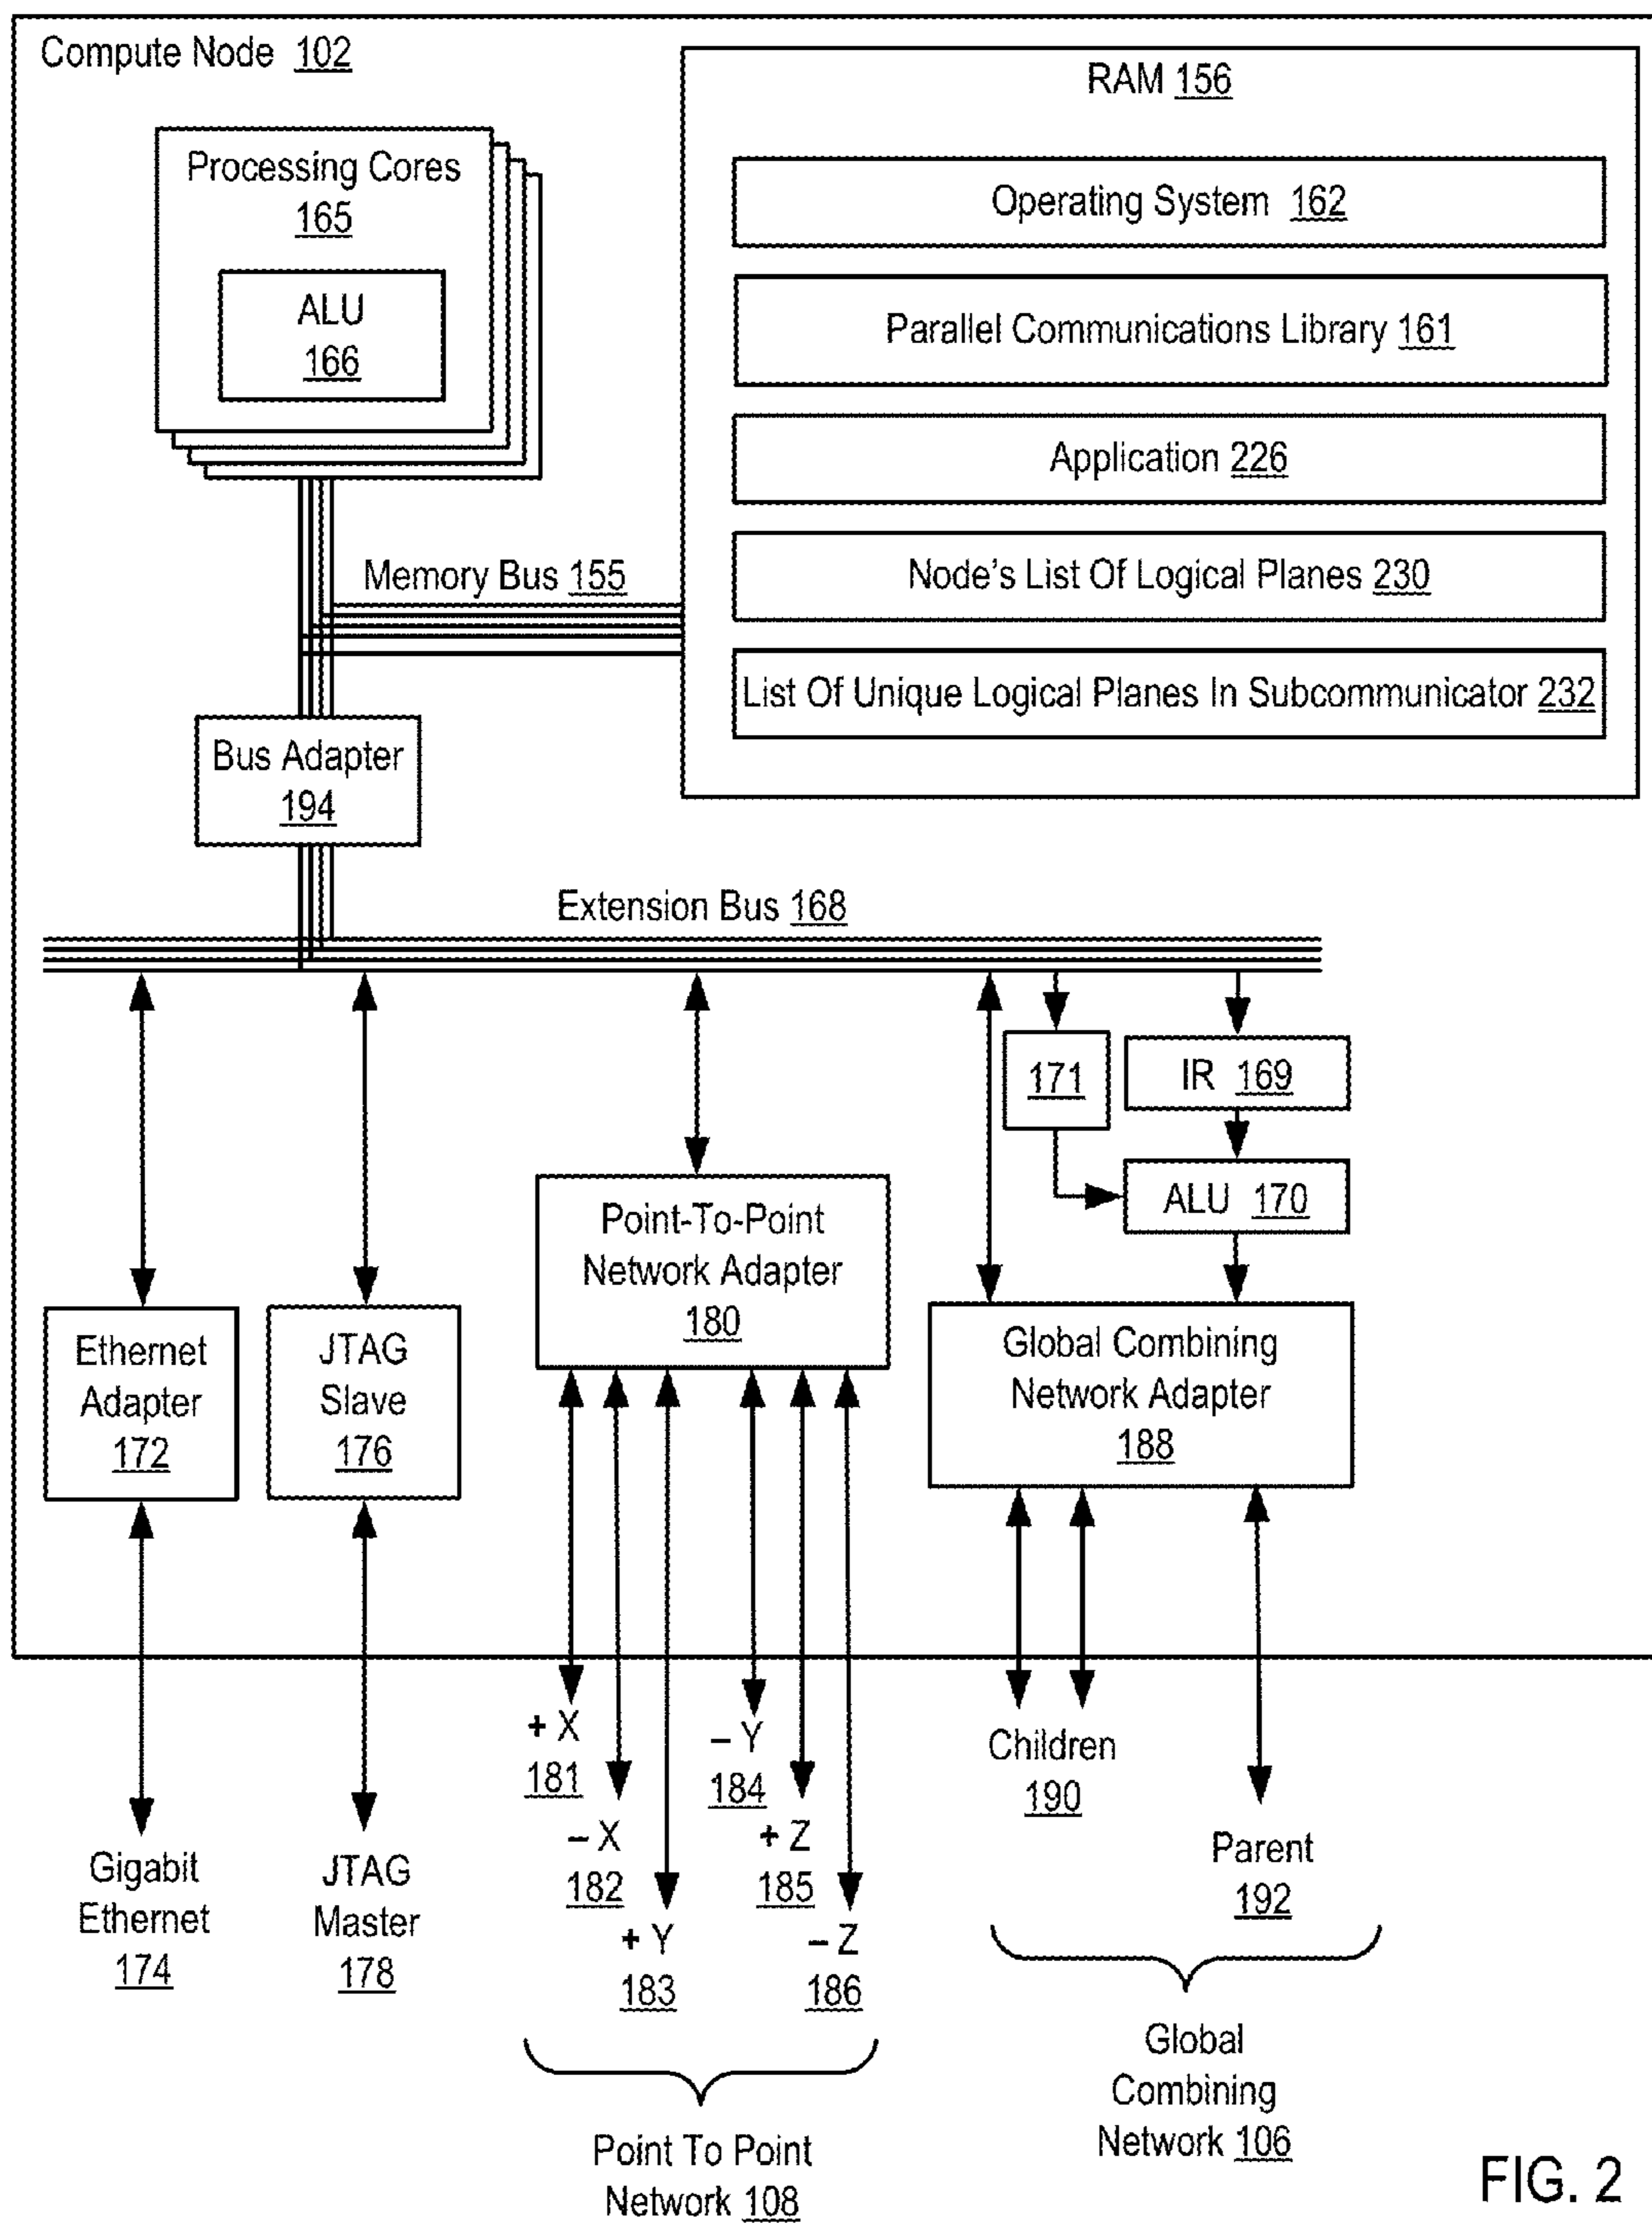 Compute Node 102
RAM 156
Processing Cores
165
ALU
166
Operating System 162
Parallel Communications Library 161
Application 226
Node's List Of Logical Planes 230
List Of Unique Logical Planes In Subcommunicator 232
Memory Bus 155
Bus Adapter
194
Extension Bus 168
171
IR 169
ALU 170
Point-To-Point
Network Adapter
180
Ethernet
Adapter
172
JTAG
Slave
176
Global Combining
Network Adapter
188
+ X
181
– X
182
+ Y
183
– Y
184
+ Z
185
– Z
186
Children
190
Parent
192
Gigabit
Ethernet
174
JTAG
Master
178
Point To Point
Network 108
Global
Combining
Network 106
FIG. 2